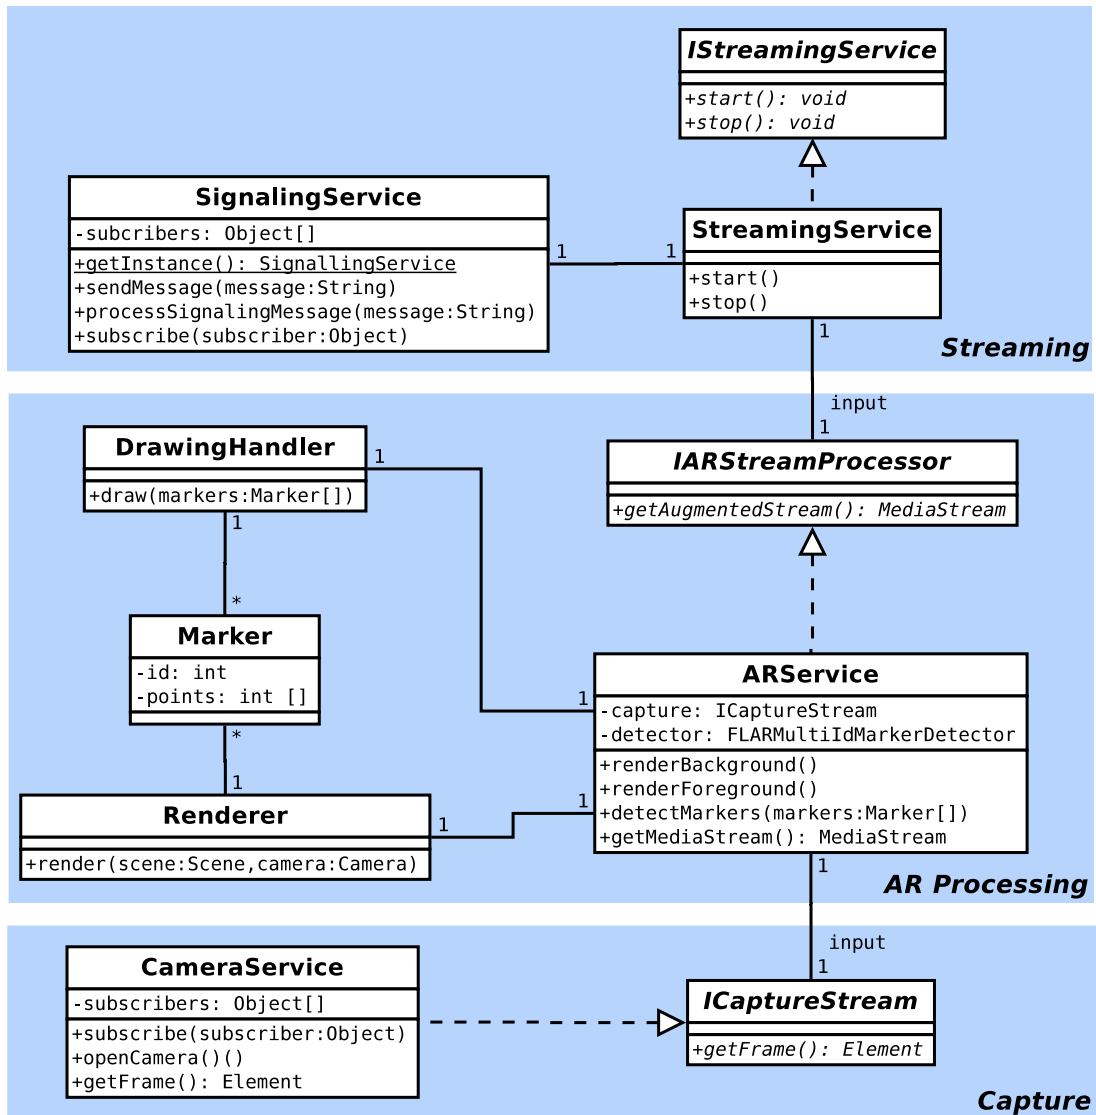 IStreamingService
+start(): void
+stop(): void
SignalingService
-subcribers: Object[]
+getInstance(): SignallingService
+sendMessage(message:String)
+processSignalingMessage(message:String)
+subscribe(subscriber:Object)
1
1
StreamingService
+start()
+stop()
1
Streaming
input
1
DrawingHandler
+draw(markers:Marker[])
1
1
IARStreamProcessor
+getAugmentedStream(): MediaStream
*
Marker
-id: int
-points: int []
*
1
ARService
-capture: ICaptureStream
-detector: FLARMultiIdMarkerDetector
+renderBackground()
+renderForeground()
+detectMarkers(markers:Marker[])
+getMediaStream(): MediaStream
1
1
Renderer
+render(scene:Scene,camera:Camera)
1
1
1
AR Processing
input
1
CameraService
-subscribers: Object[]
+subscribe(subscriber:Object)
+openCamera()()
+getFrame(): Element
ICaptureStream
+getFrame(): Element
Capture